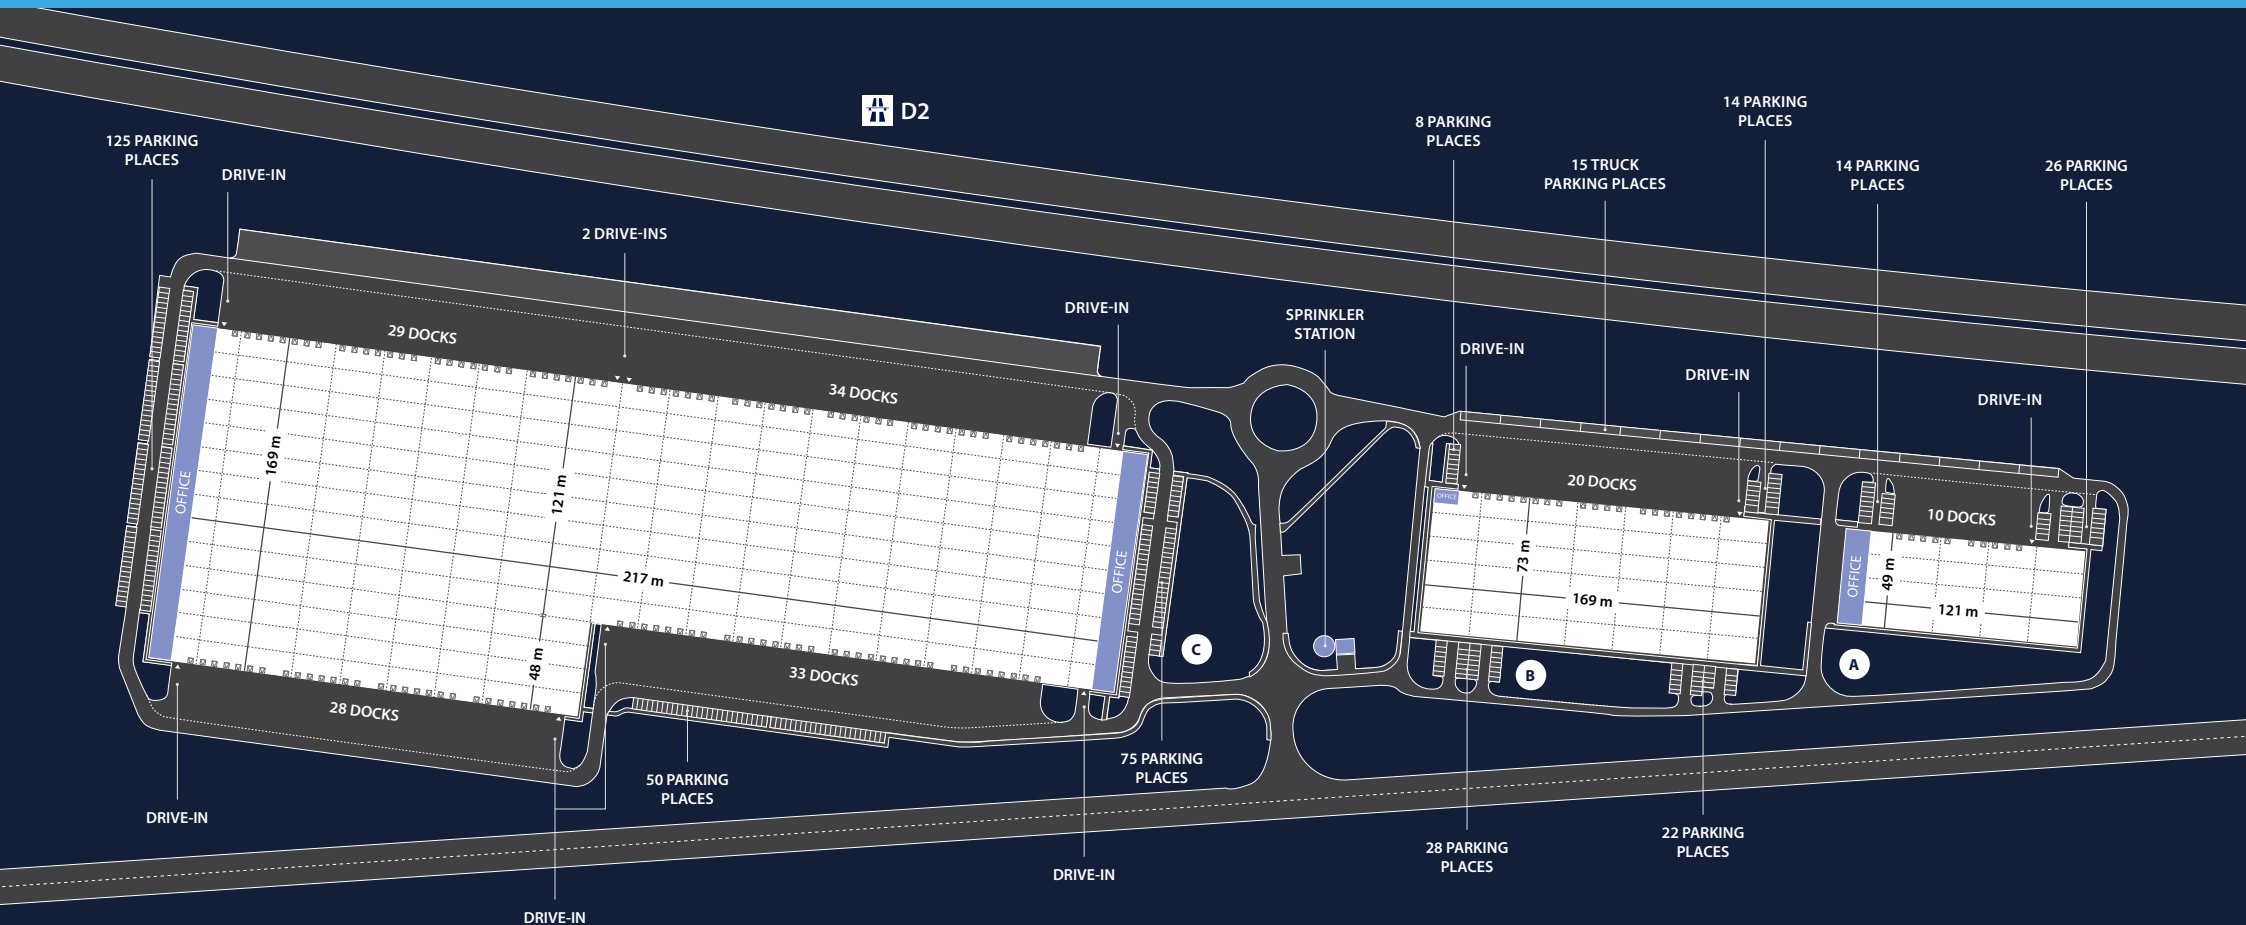 D2
14 PARKING
PLACES
8 PARKING
PLACES
125 PARKING
PLACES
15 TRUCK
PARKING PLACES
14 PARKING
PLACES
26 PARKING
PLACES
DRIVE-IN
2 DRIVE-INS
DRIVE-IN
SPRINKLER
STATION
DRIVE-IN
DRIVE-IN
DRIVE-IN
29 DOCKS
34 DOCKS
20 DOCKS
10 DOCKS
169 m
121 m
OFFICE
OFFICE
OFFICE
OFFICE
217 m
73 m
169 m
49 m
121 m
48 m
C
B
A
33 DOCKS
28 DOCKS
50 PARKING
PLACES
75 PARKING
PLACES
DRIVE-IN
22 PARKING
PLACES
28 PARKING
PLACES
DRIVE-IN
DRIVE-IN